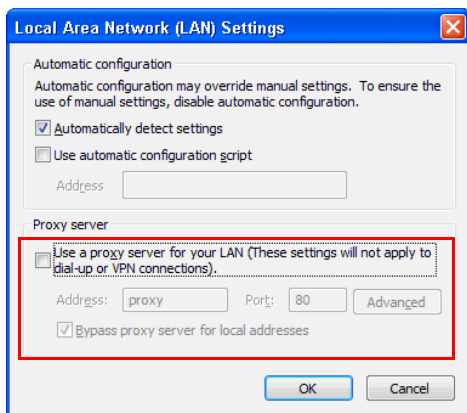 Local Area Network (LAN) Settings
Automatic configuration
Automatic configuration may override manual settings. To ensure the
use of manual settings, disable automatic configuration.
Automatically detect settings
Use automatic configuration script
Address
Proxy server
Use a proxy server for your LAN (These settings will not apply to
dial-up or VPN connections).
Address: proxy Port: 80 Advanced
Bypass proxy server for local addresses
OK Cancel